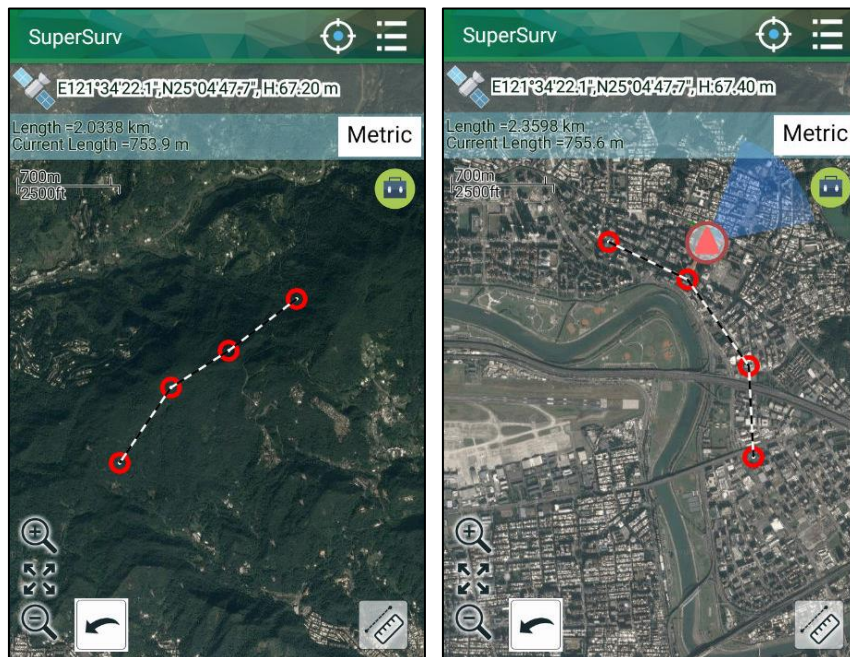 SuperSurv
E121°34'22.1",N25°04'47.7", H:67.20 m
Length =2.0338 km
Current Length =753.9 m
Metric
700m
2500ft
SuperSurv
E121°34'22.1",N25°04'47.7", H:67.40 m
Length =2.3598 km
Current Length =755.6 m
Metric
700m
2500ft